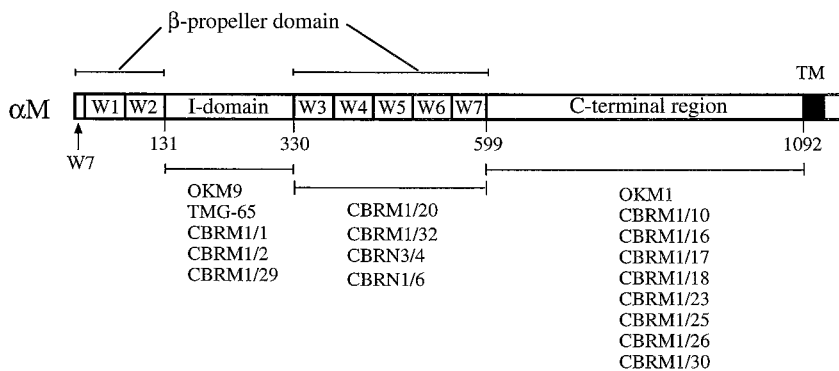 β-propeller domain
TM
αM
W1 W2 I-domain W3 W4 W5 W6 W7 C-terminal region
W7
131 330 599 1092
OKM9
TMG-65
CBRM1/1
CBRM1/2
CBRM1/29
CBRM1/20
CBRM1/32
CBRN3/4
CBRN1/6
OKM1
CBRM1/10
CBRM1/16
CBRM1/17
CBRM1/18
CBRM1/23
CBRM1/25
CBRM1/26
CBRM1/30